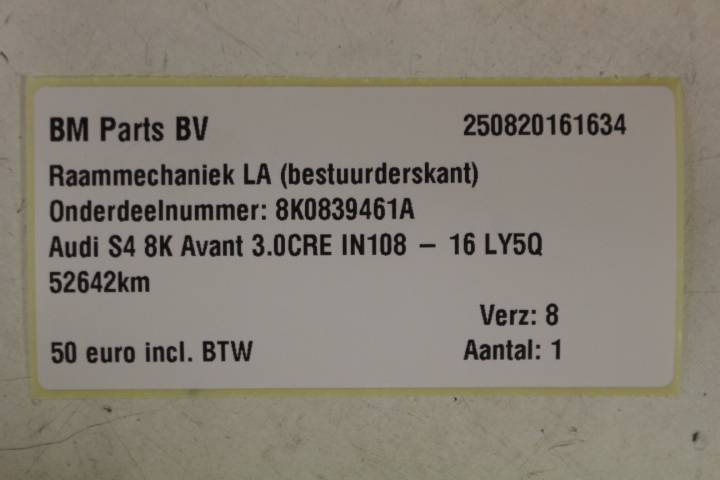 BM Parts BV 250820161634
Raammechaniek LA (bestuurderskant)
Onderdeelnummer: 8K0839461A
Audi S4 8K Avant 3.0CRE IN108 – 16 LY5Q
52642km
Verz: 8
50 euro incl. BTW Aantal: 1